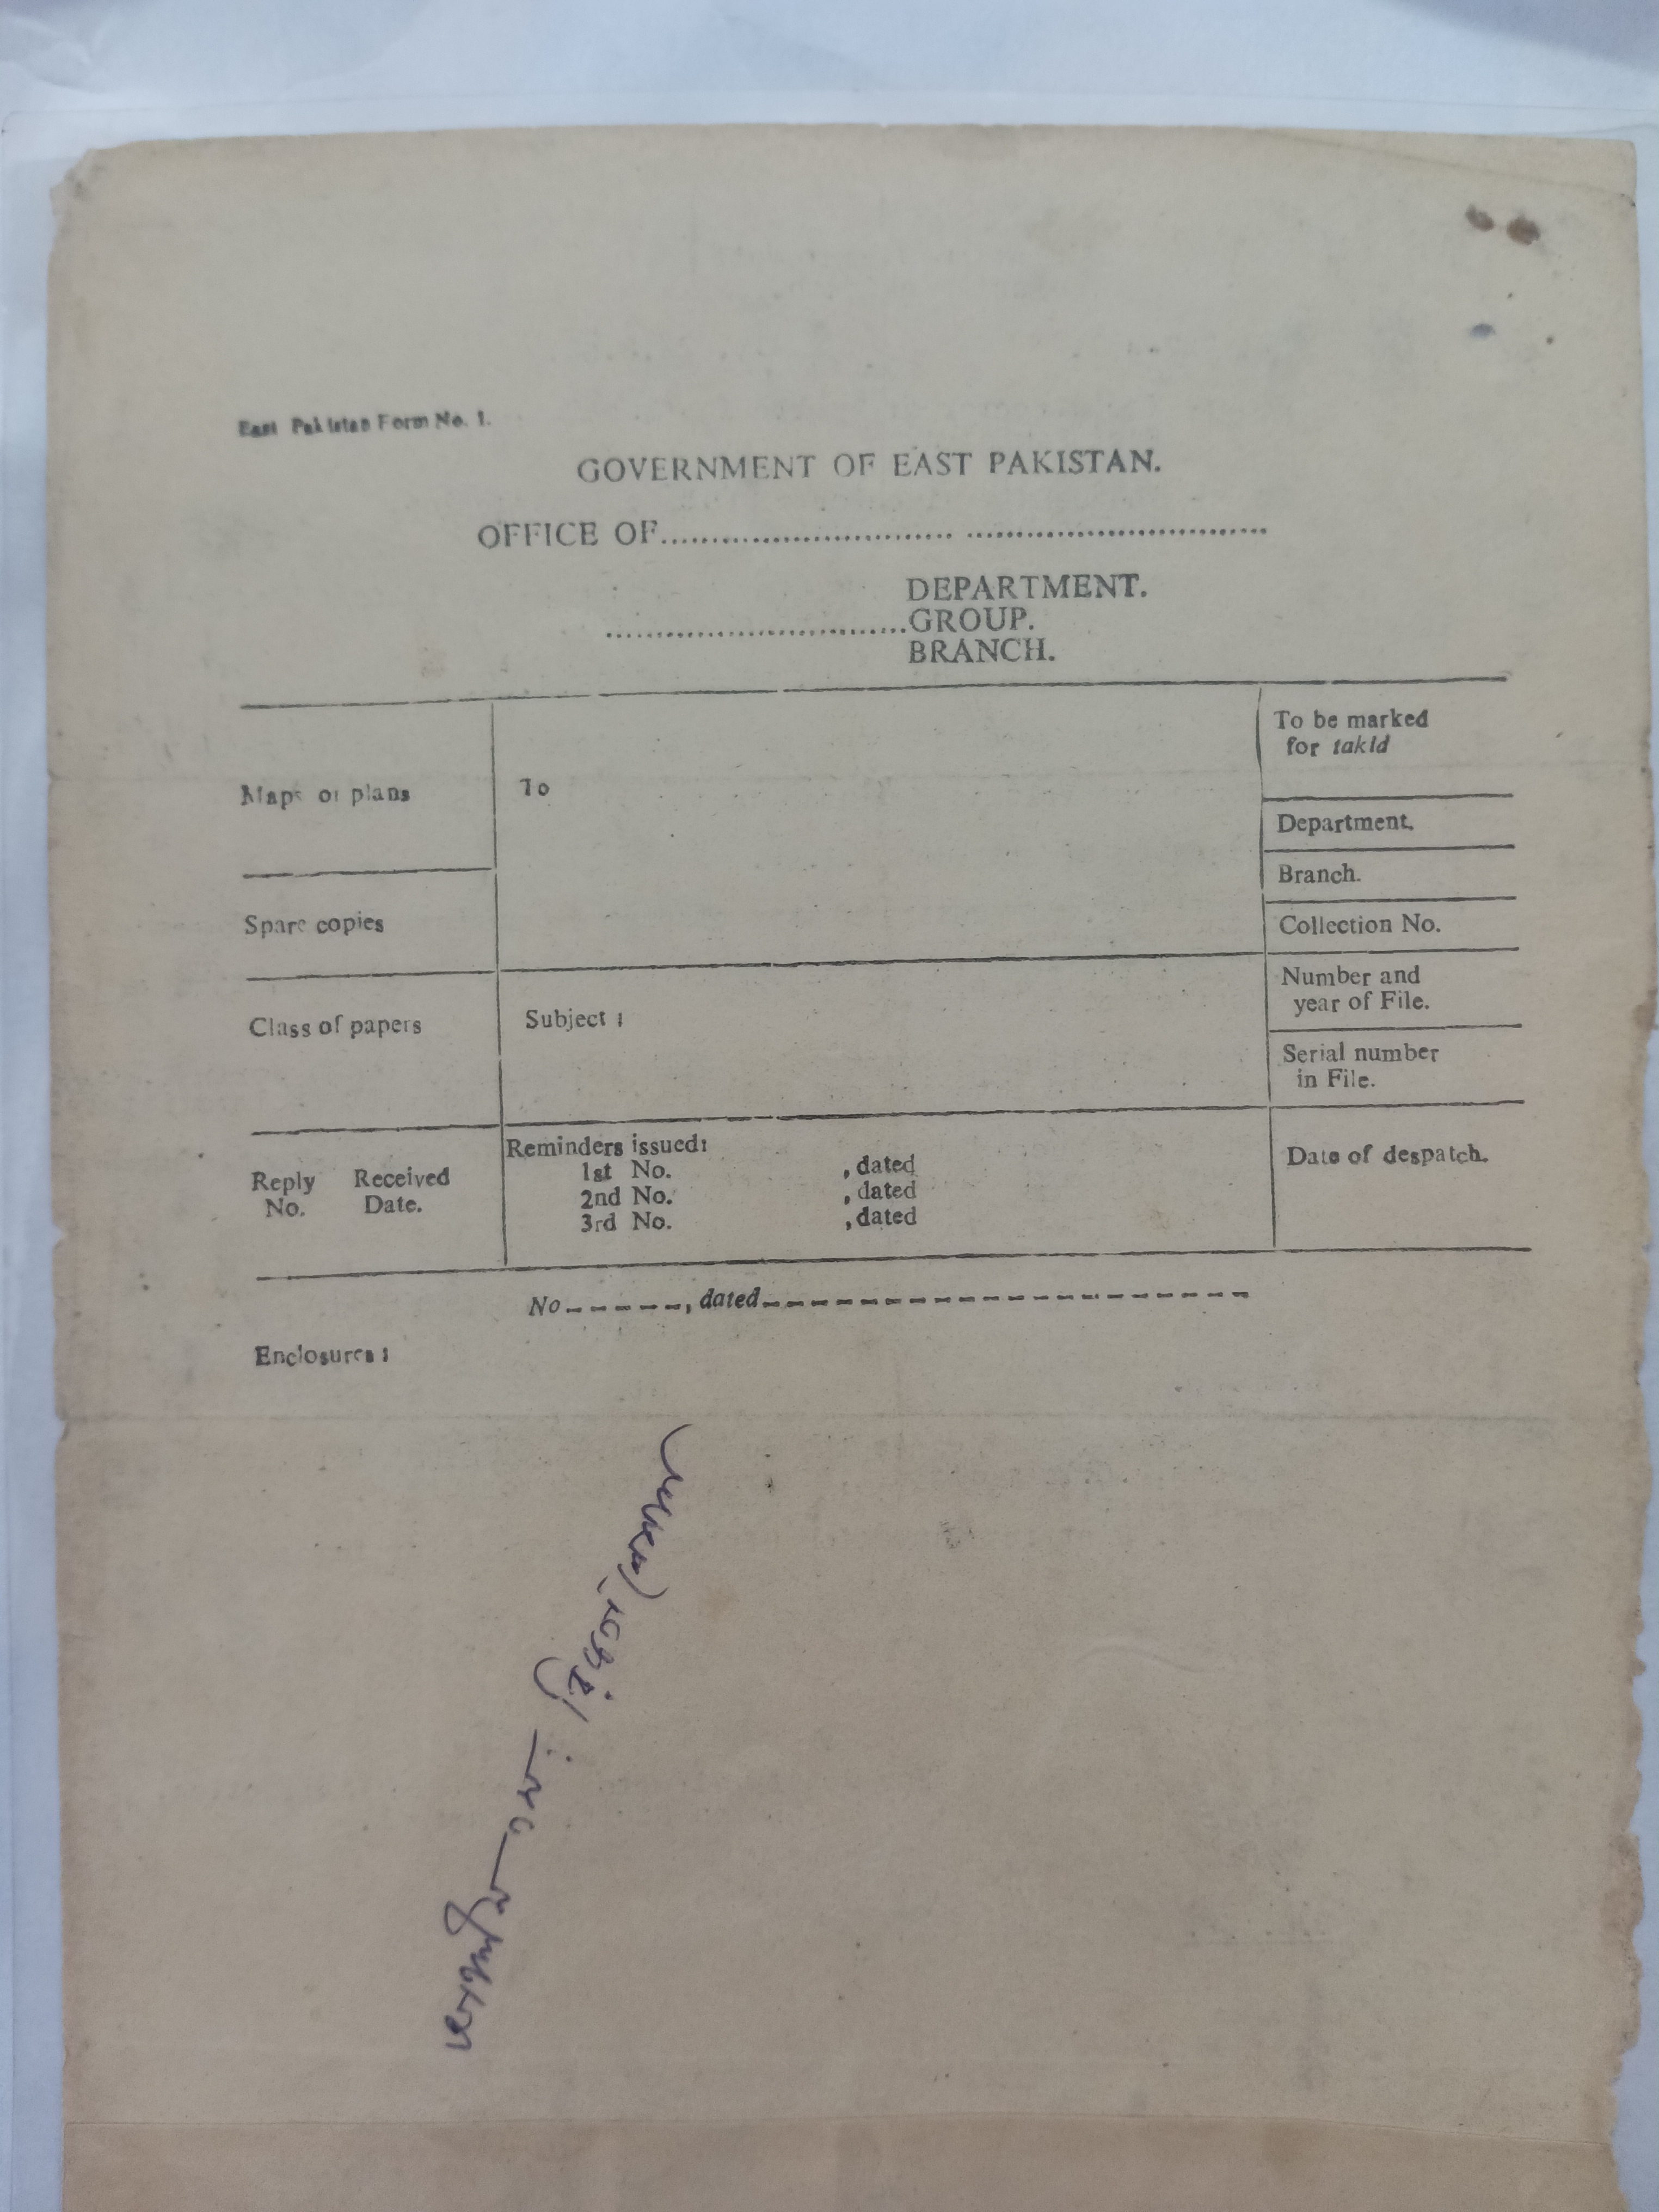 East Pakistan Form No. 1.
GOVERNMENT OF EAST PAKISTAN.
OFFICE OF.............................. ................................
DEPARTMENT.
..............................GROUP.
BRANCH.
Maps or plans
Spare copies
Class of papers
Reply No. Received Date.
To
Subject :
Reminders issued:
1st No. , dated
2nd No. , dated
3rd No. , dated
To be marked
for takid
Department.
Branch.
Collection No.
Number and
year of File.
Serial number
in File.
Date of despatch.
No------, dated--------------------------
Enclosures :